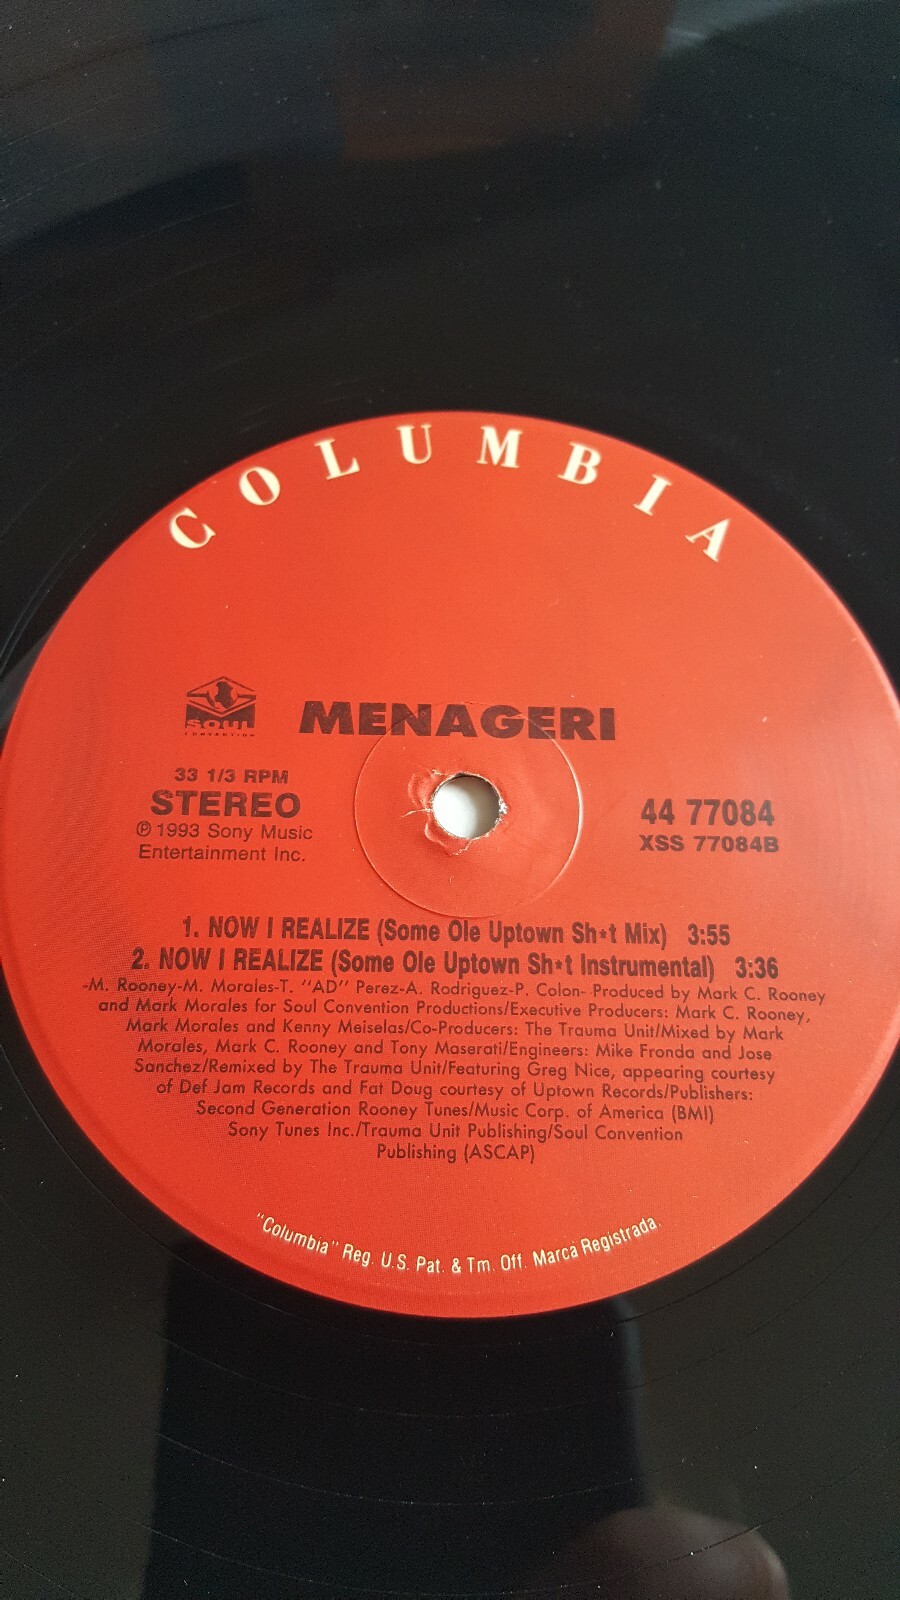 COLUMBIA
SOUL
CONVENTION
MENAGERI
33 1/3 RPM
STEREO
℗ 1993 Sony Music
Entertainment Inc.
44 77084
XSS 77084B
1. NOW I REALIZE (Some Ole Uptown Sh*t Mix) 3:55
2. NOW I REALIZE (Some Ole Uptown Sh*t Instrumental) 3:36
-M. Rooney-M. Morales-T. "AD" Perez-A. Rodriguez-P. Colon- Produced by Mark C. Rooney
and Mark Morales for Soul Convention Productions/Executive Producers: Mark C. Rooney,
Mark Morales and Kenny Meiselas/Co-Producers: The Trauma Unit/Mixed by Mark
Morales, Mark C. Rooney and Tony Maserati/Engineers: Mike Fronda and Jose
Sanchez/Remixed by The Trauma Unit/Featuring Greg Nice, appearing courtesy
of Def Jam Records and Fat Doug courtesy of Uptown Records/Publishers:
Second Generation Rooney Tunes/Music Corp. of America (BMI)
Sony Tunes Inc./Trauma Unit Publishing/Soul Convention
Publishing (ASCAP)
"Columbia" Reg. U.S. Pat. & Tm. Off. Marca Registrada.